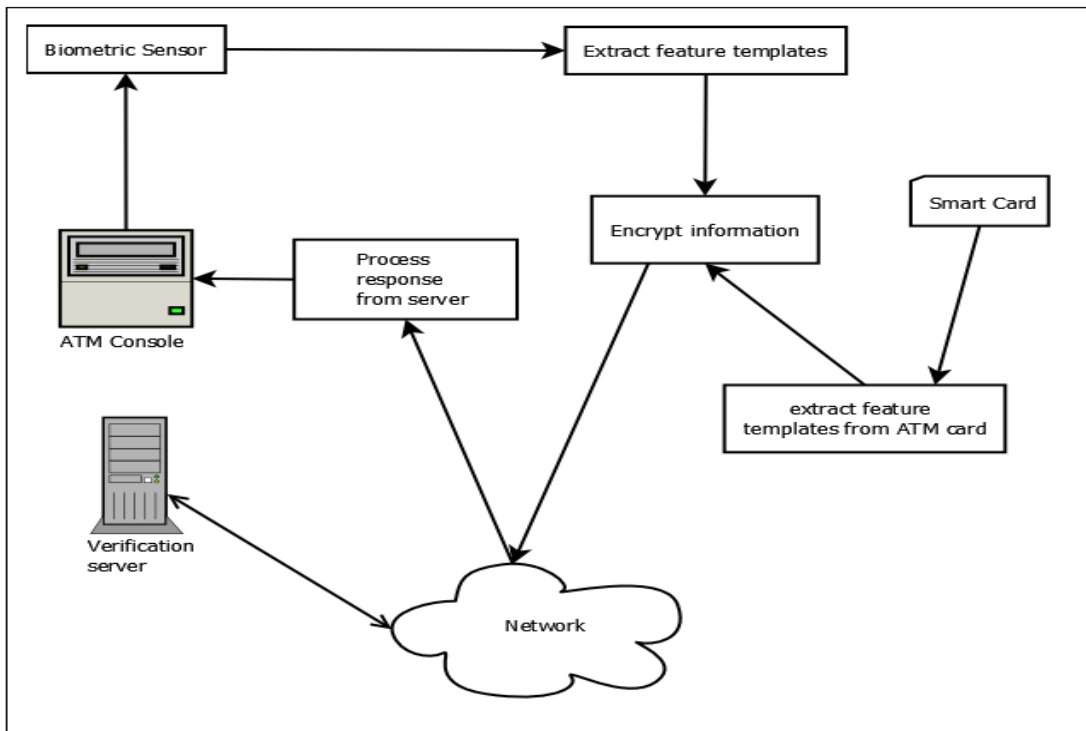 Biometric Sensor
Extract feature templates
Smart Card
Encrypt information
Process
response
from server
ATM Console
extract feature
templates from ATM card
Verification
server
Network